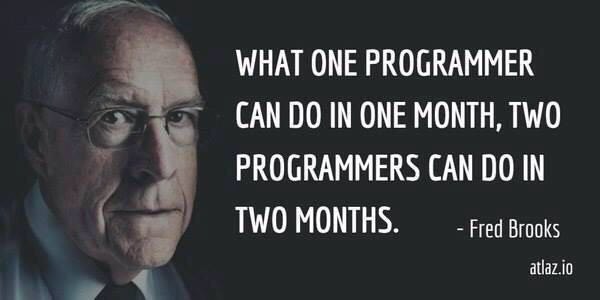 WHAT ONE PROGRAMMER
CAN DO IN ONE MONTH, TWO
PROGRAMMERS CAN DO IN
TWO MONTHS.
- Fred Brooks
atlaz.io